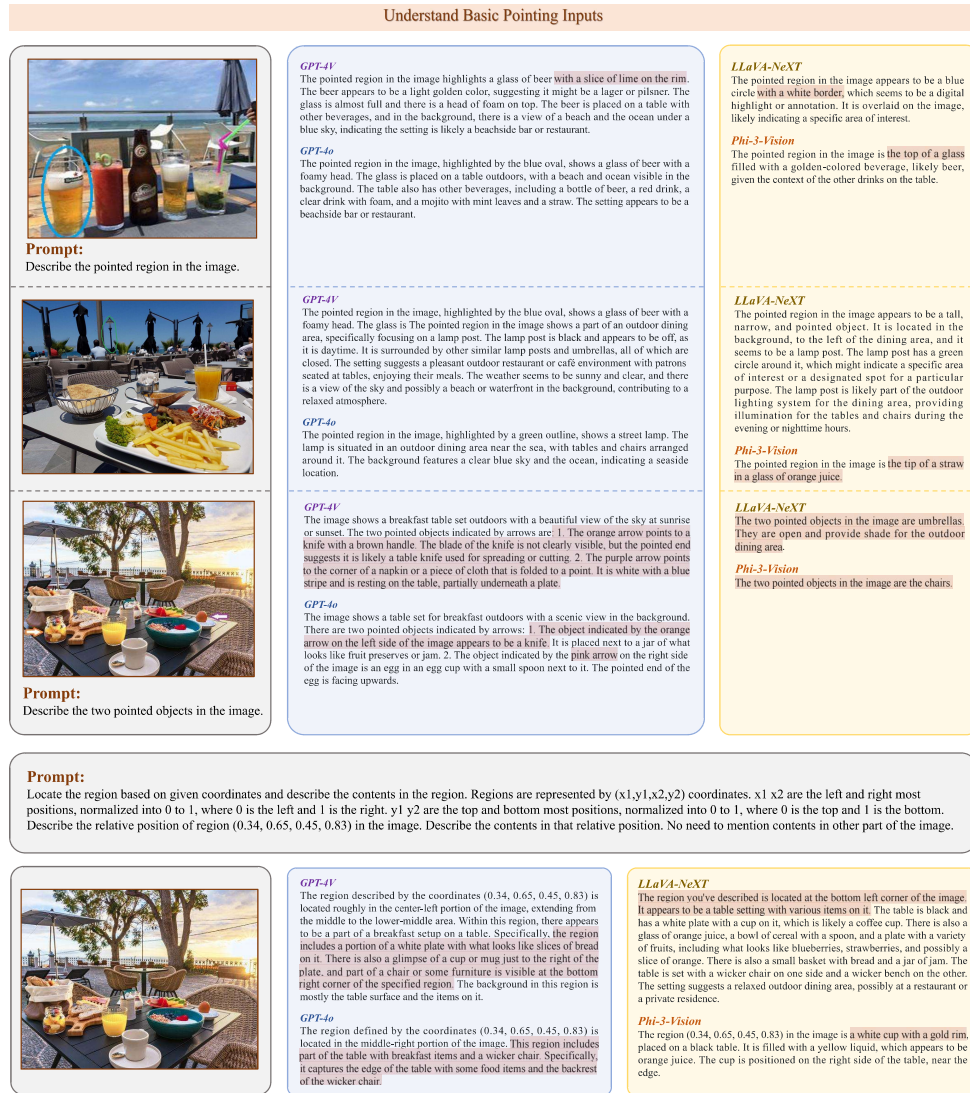 Understand Basic Pointing Inputs
Prompt:
Describe the pointed region in the image.
GPT-4V
The pointed region in the image highlights a glass of beer with a slice of lime on the rim.
The beer appears to be a light golden color, suggesting it might be a lager or pilsner. The
glass is almost full and there is a head of foam on top. The beer is placed on a table with
other beverages, and in the background, there is a view of a beach and the ocean under a
blue sky, indicating the setting is likely a beachside bar or restaurant.
GPT-4o
The pointed region in the image, highlighted by the blue oval, shows a glass of beer with a
foamy head. The glass is placed on a table outdoors, with a beach and ocean visible in the
background. The table also has other beverages, including a bottle of beer, a red drink, a
clear drink with foam, and a mojito with mint leaves and a straw. The setting appears to be a
beachside bar or restaurant.
LLaVA-NeXT
The pointed region in the image appears to be a blue
circle with a white border, which seems to be a digital
highlight or annotation. It is overlaid on the image,
likely indicating a specific area of interest.
Phi-3-Vision
The pointed region in the image is the top of a glass
filled with a golden-colored beverage, likely beer,
given the context of the other drinks on the table.
GPT-4V
The pointed region in the image, highlighted by the blue oval, shows a glass of beer with a
foamy head. The glass is The pointed region in the image shows a part of an outdoor dining
area, specifically focusing on a lamp post. The lamp post is black and appears to be off, as
it is daytime. It is surrounded by other similar lamp posts and umbrellas, all of which are
closed. The setting suggests a pleasant outdoor restaurant or café environment with patrons
seated at tables, enjoying their meals. The weather seems to be sunny and clear, and there
is a view of the sky and possibly a beach or waterfront in the background, contributing to a
relaxed atmosphere.
GPT-4o
The pointed region in the image, highlighted by a green outline, shows a street lamp. The
lamp is situated in an outdoor dining area near the sea, with tables and chairs arranged
around it. The background features a clear blue sky and the ocean, indicating a seaside
location.
LLaVA-NeXT
The pointed region in the image appears to be a tall,
narrow, and pointed object. It is located in the
background, to the left of the dining area, and it
seems to be a lamp post. The lamp post has a green
circle around it, which might indicate a specific area
of interest or a designated spot for a particular
purpose. The lamp post is likely part of the outdoor
lighting system for the dining area, providing
illumination for the tables and chairs during the
evening or nighttime hours.
Phi-3-Vision
The pointed region in the image is the tip of a straw
in a glass of orange juice.
Prompt:
Describe the two pointed objects in the image.
GPT-4V
The image shows a breakfast table set outdoors with a beautiful view of the sky at sunrise
or sunset. The two pointed objects indicated by arrows are: 1. The orange arrow points to a
knife with a brown handle. The blade of the knife is not clearly visible, but the pointed end
suggests it is likely a table knife used for spreading or cutting. 2. The purple arrow points
to the corner of a napkin or a piece of cloth that is folded to a point. It is white with a blue
stripe and is resting on the table, partially underneath a plate.
GPT-4o
The image shows a table set for breakfast outdoors with a scenic view in the background.
There are two pointed objects indicated by arrows: 1. The object indicated by the orange
arrow on the left side of the image appears to be a knife. It is placed next to a jar of what
looks like fruit preserves or jam. 2. The object indicated by the pink arrow on the right side
of the image is an egg in an egg cup with a small spoon next to it. The pointed end of the
egg is facing upwards.
LLaVA-NeXT
The two pointed objects in the image are umbrellas.
They are open and provide shade for the outdoor
dining area.
Phi-3-Vision
The two pointed objects in the image are the chairs.
Prompt:
Locate the region based on given coordinates and describe the contents in the region. Regions are represented by (x1,y1,x2,y2) coordinates. x1 x2 are the left and right most
positions, normalized into 0 to 1, where 0 is the left and 1 is the right. y1 y2 are the top and bottom most positions, normalized into 0 to 1, where 0 is the top and 1 is the bottom.
Describe the relative position of region (0.34, 0.65, 0.45, 0.83) in the image. Describe the contents in that relative position. No need to mention contents in other part of the image.
GPT-4V
The region described by the coordinates (0.34, 0.65, 0.45, 0.83) is
located roughly in the center-left portion of the image, extending from
the middle to the lower-middle area. Within this region, there appears
to be a part of a breakfast setup on a table. Specifically, the region
includes a portion of a white plate with what looks like slices of bread
on it. There is also a glimpse of a cup or mug just to the right of the
plate, and part of a chair or some furniture is visible at the bottom
right corner of the specified region. The background in this region is
mostly the table surface and the items on it.
GPT-4o
The region defined by the coordinates (0.34, 0.65, 0.45, 0.83) is
located in the middle-right portion of the image. This region includes
part of the table with breakfast items and a wicker chair. Specifically,
it captures the edge of the table with some food items and the backrest
of the wicker chair.
LLaVA-NeXT
The region you've described is located at the bottom left corner of the image.
It appears to be a table setting with various items on it. The table is black and
has a white plate with a cup on it, which is likely a coffee cup. There is also a
glass of orange juice, a bowl of cereal with a spoon, and a plate with a variety
of fruits, including what looks like blueberries, strawberries, and possibly a
slice of orange. There is also a small basket with bread and a jar of jam. The
table is set with a wicker chair on one side and a wicker bench on the other.
The setting suggests a relaxed outdoor dining area, possibly at a restaurant or
a private residence.
Phi-3-Vision
The region (0.34, 0.65, 0.45, 0.83) in the image is a white cup with a gold rim,
placed on a black table. It is filled with a yellow liquid, which appears to be
orange juice. The cup is positioned on the right side of the table, near the
edge.